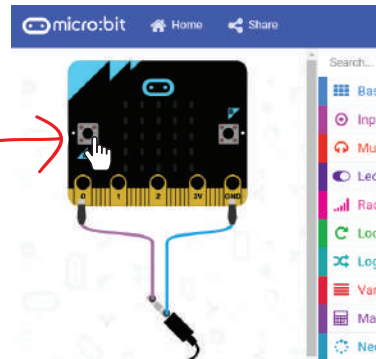 micro:bit Home Share
Search...
Bas
Inp
Mu
Led
Rad
Loo
Log
Var
Ma
Nec
0 1 2 3V GND